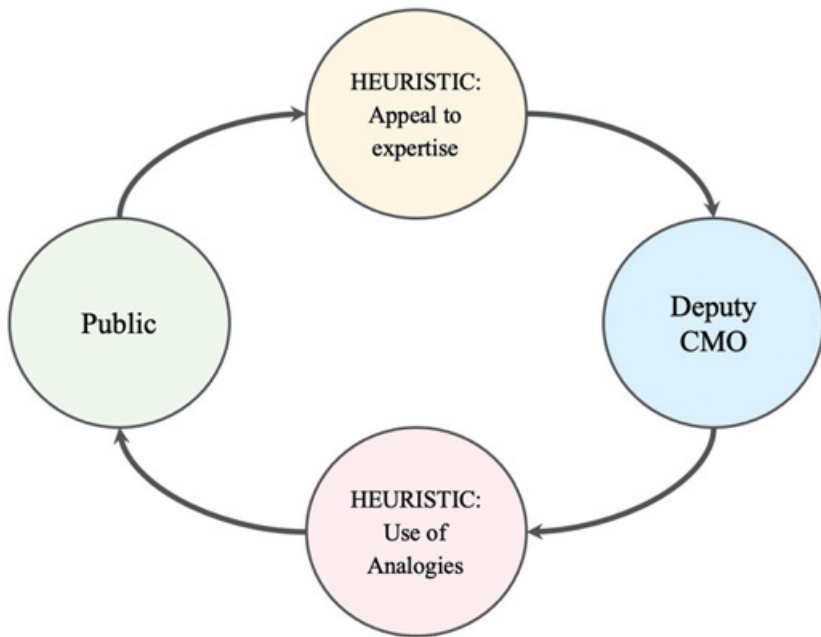 HEURISTIC:
Appeal to
expertise
Public
Deputy
CMO
HEURISTIC:
Use of
Analogies